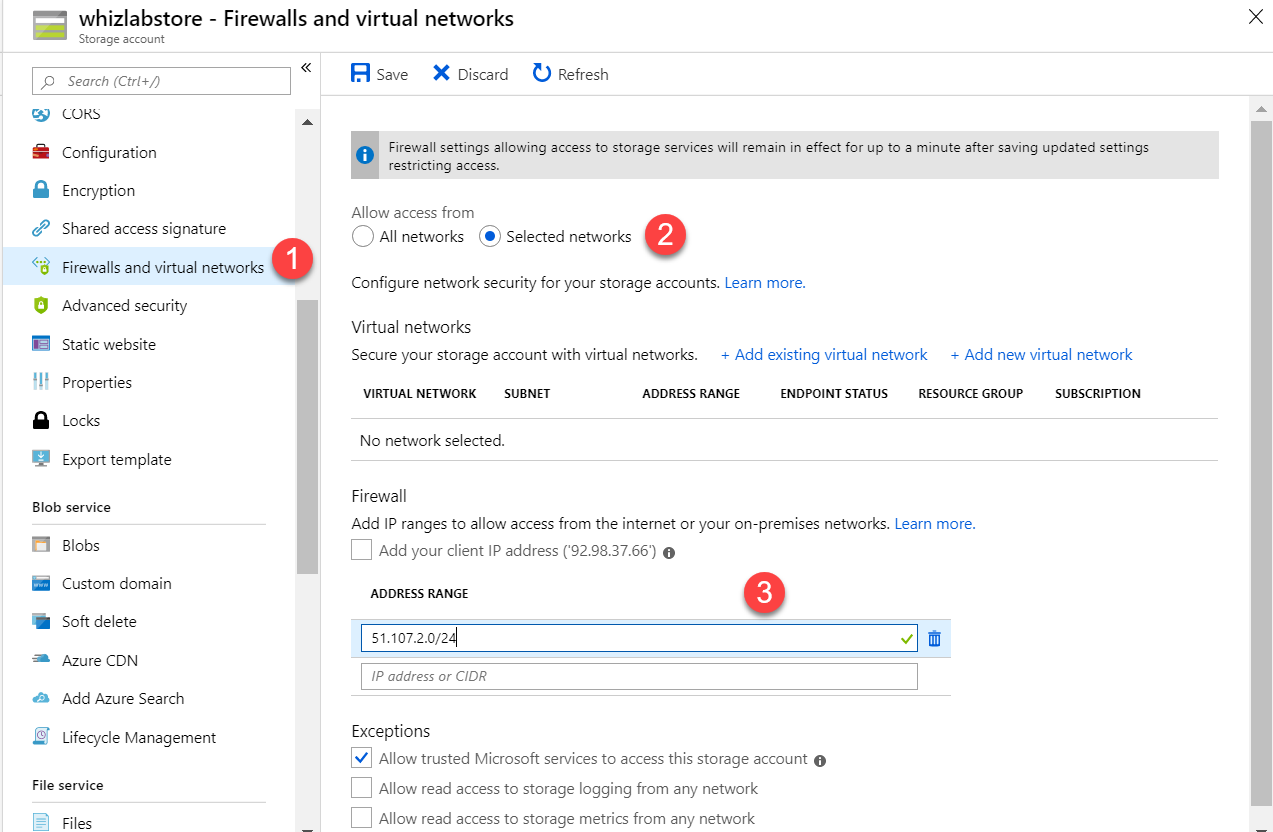 whizlabstore - Firewalls and virtual networks
Storage account
Search (Ctrl+/)
«
CORS
Configuration
Encryption
Shared access signature
Firewalls and virtual networks
1
Advanced security
Static website
Properties
Locks
Export template
Blob service
Blobs
Custom domain
Soft delete
Azure CDN
Add Azure Search
Lifecycle Management
File service
Files
Save Discard Refresh
Firewall settings allowing access to storage services will remain in effect for up to a minute after saving updated settings
restricting access.
Allow access from
All networks Selected networks
2
Configure network security for your storage accounts. Learn more.
Virtual networks
Secure your storage account with virtual networks. + Add existing virtual network + Add new virtual network
VIRTUAL NETWORK SUBNET ADDRESS RANGE ENDPOINT STATUS RESOURCE GROUP SUBSCRIPTION
No network selected.
Firewall
Add IP ranges to allow access from the internet or your on-premises networks. Learn more.
Add your client IP address ('92.98.37.66')
ADDRESS RANGE
3
51.107.2.0/24
IP address or CIDR
Exceptions
Allow trusted Microsoft services to access this storage account
Allow read access to storage logging from any network
Allow read access to storage metrics from any network